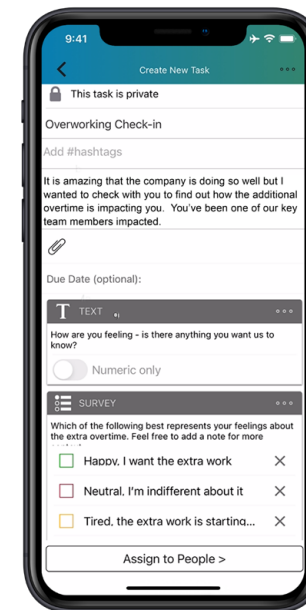 9:41
Create New Task
This task is private
Overworking Check-in
Add #hashtags
It is amazing that the company is doing so well but I
wanted to check with you to find out how the additional
overtime is impacting you. You've been one of our key
team members impacted.
Due Date (optional):
T TEXT
How are you feeling - is there anything you want us to
know?
Numeric only
SURVEY
Which of the following best represents your feelings about
the extra overtime. Feel free to add a note for more
Happy, I want the extra work
Neutral, I'm indifferent about it
Tired, the extra work is starting...
Assign to People >